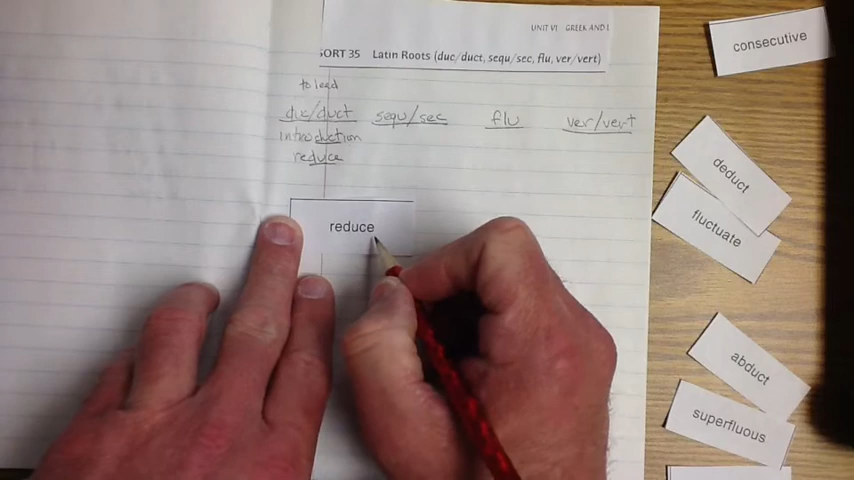 UNIT VI GREEK AND L
SORT 35 Latin Roots (duc/duct, sequ/sec, flu, ver/vert)
to lead
duc/duct sequ/sec flu ver/vert
introduction
reduce
reduce
consecutive
deduct
fluctuate
abduct
superfluous